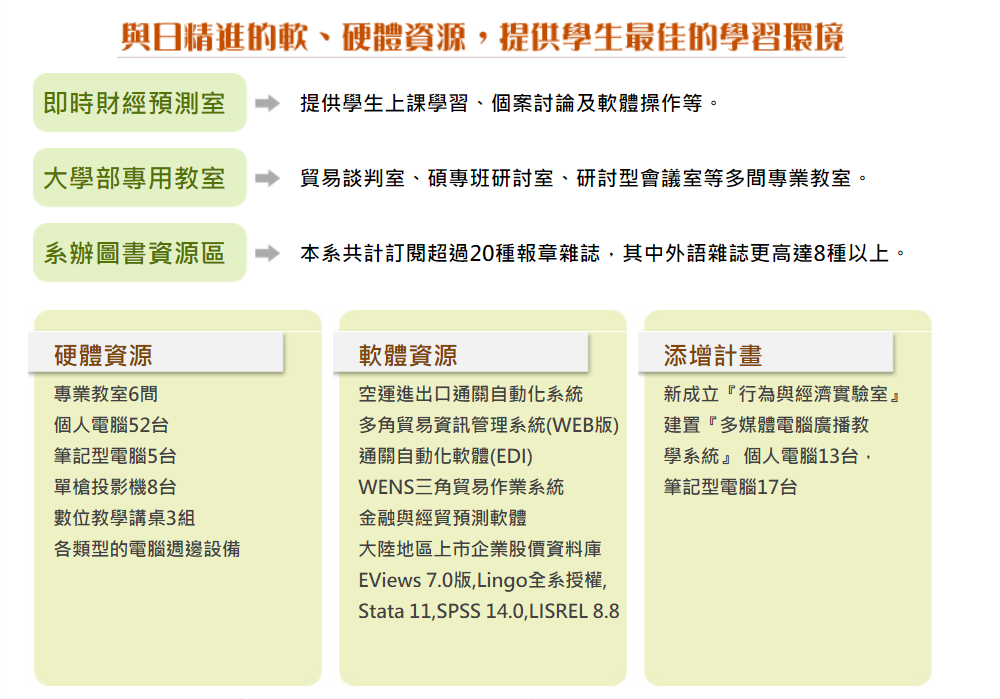 與日精進的軟、硬體資源，提供學生最佳的學習環境
即時財經預測室
提供學生上課學習、個案討論及軟體操作等。
大學部專用教室
貿易談判室、碩專班研討室、研討型會議室等多間專業教室。
系辦圖書資源區
本系共計訂閱超過20種報章雜誌，其中外語雜誌更高達8種以上。
硬體資源
專業教室6間
個人電腦52台
筆記型電腦5台
單槍投影機8台
數位教學講桌3組
各類型的電腦週邊設備
軟體資源
空運進出口通關自動化系統
多角貿易資訊管理系統(WEB版)
通關自動化軟體(EDI)
WENS三角貿易作業系統
金融與經貿預測軟體
大陸地區上市企業股價資料庫
EViews 7.0版,Lingo全系授權,
Stata 11,SPSS 14.0,LISREL 8.8
添增計畫
新成立『行為與經濟實驗室』
建置『多媒體電腦廣播教
學系統』 個人電腦13台，
筆記型電腦17台